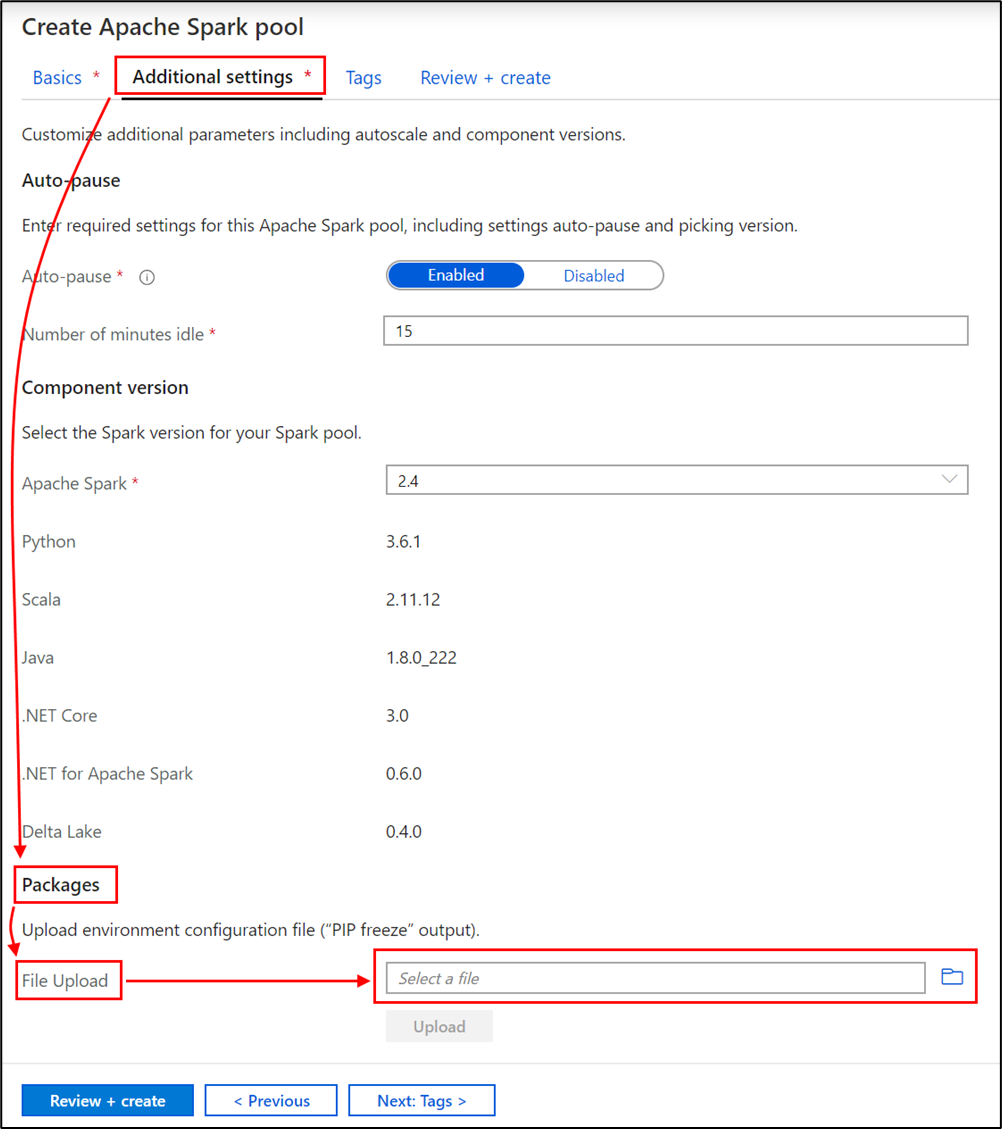 Create Apache Spark pool
Basics * Additional settings * Tags Review + create
Customize additional parameters including autoscale and component versions.
Auto-pause
Enter required settings for this Apache Spark pool, including settings auto-pause and picking version.
Auto-pause * Enabled Disabled
Number of minutes idle * 15
Component version
Select the Spark version for your Spark pool.
Apache Spark * 2.4
Python 3.6.1
Scala 2.11.12
Java 1.8.0_222
.NET Core 3.0
.NET for Apache Spark 0.6.0
Delta Lake 0.4.0
Packages
Upload environment configuration file (“PIP freeze” output).
File Upload Select a file
Upload
Review + create < Previous Next: Tags >